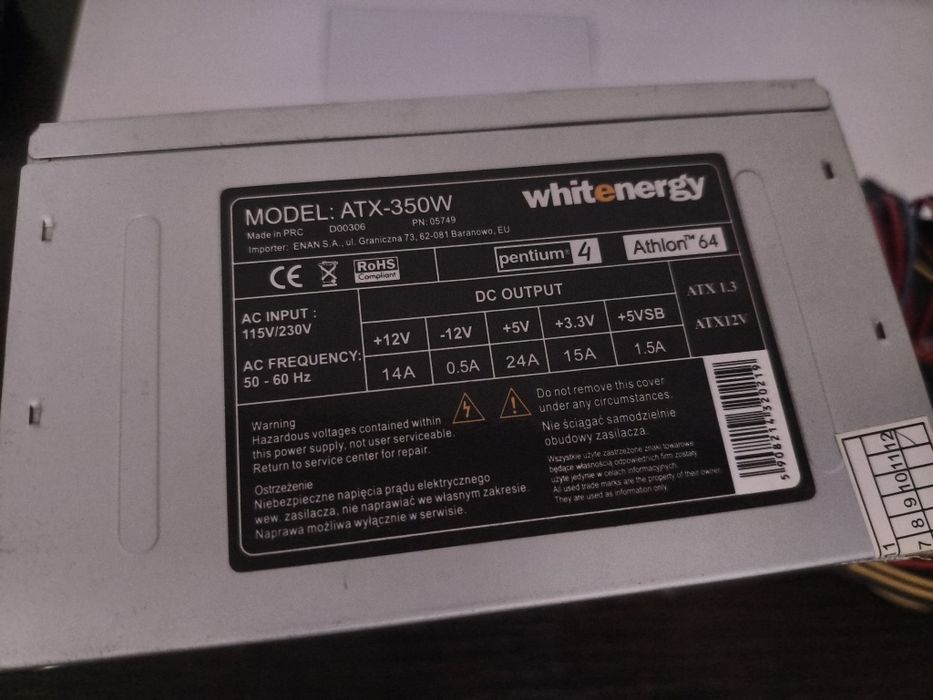 MODEL: ATX-350W
whitenergy
Made in PRC D00306 PN: 05749
Importer: ENAN S.A., ul. Graniczna 73, 62-081 Baranowo, EU
CE
RoHS
Compliant
pentium® 4
Athlon™ 64
AC INPUT :
115V/230V
AC FREQUENCY:
50 - 60 Hz
DC OUTPUT
+12V -12V +5V +3.3V +5VSB
14A 0.5A 24A 15A 1.5A
ATX 1.3
ATX12V
Warning
Hazardous voltages contained within
this power supply, not user serviceable.
Return to service center for repair.
Do not remove this cover
under any circumstances.
Nie ściągać samodzielnie
obudowy zasilacza.
Ostrzeżenie
Niebezpieczne napięcia prądu elektrycznego
wew. zasilacza, nie naprawiać we własnym zakresie.
Naprawa możliwa wyłącznie w serwisie.
Wszystkie użyte zastrzeżone znaki towarowe
będące własnością odpowiednich firm zostały
użyte jedynie w celach informacyjnych.
All used trade marks are the property of their owner.
They are used as information only.
5908214320219
7 8 9 10 11 12